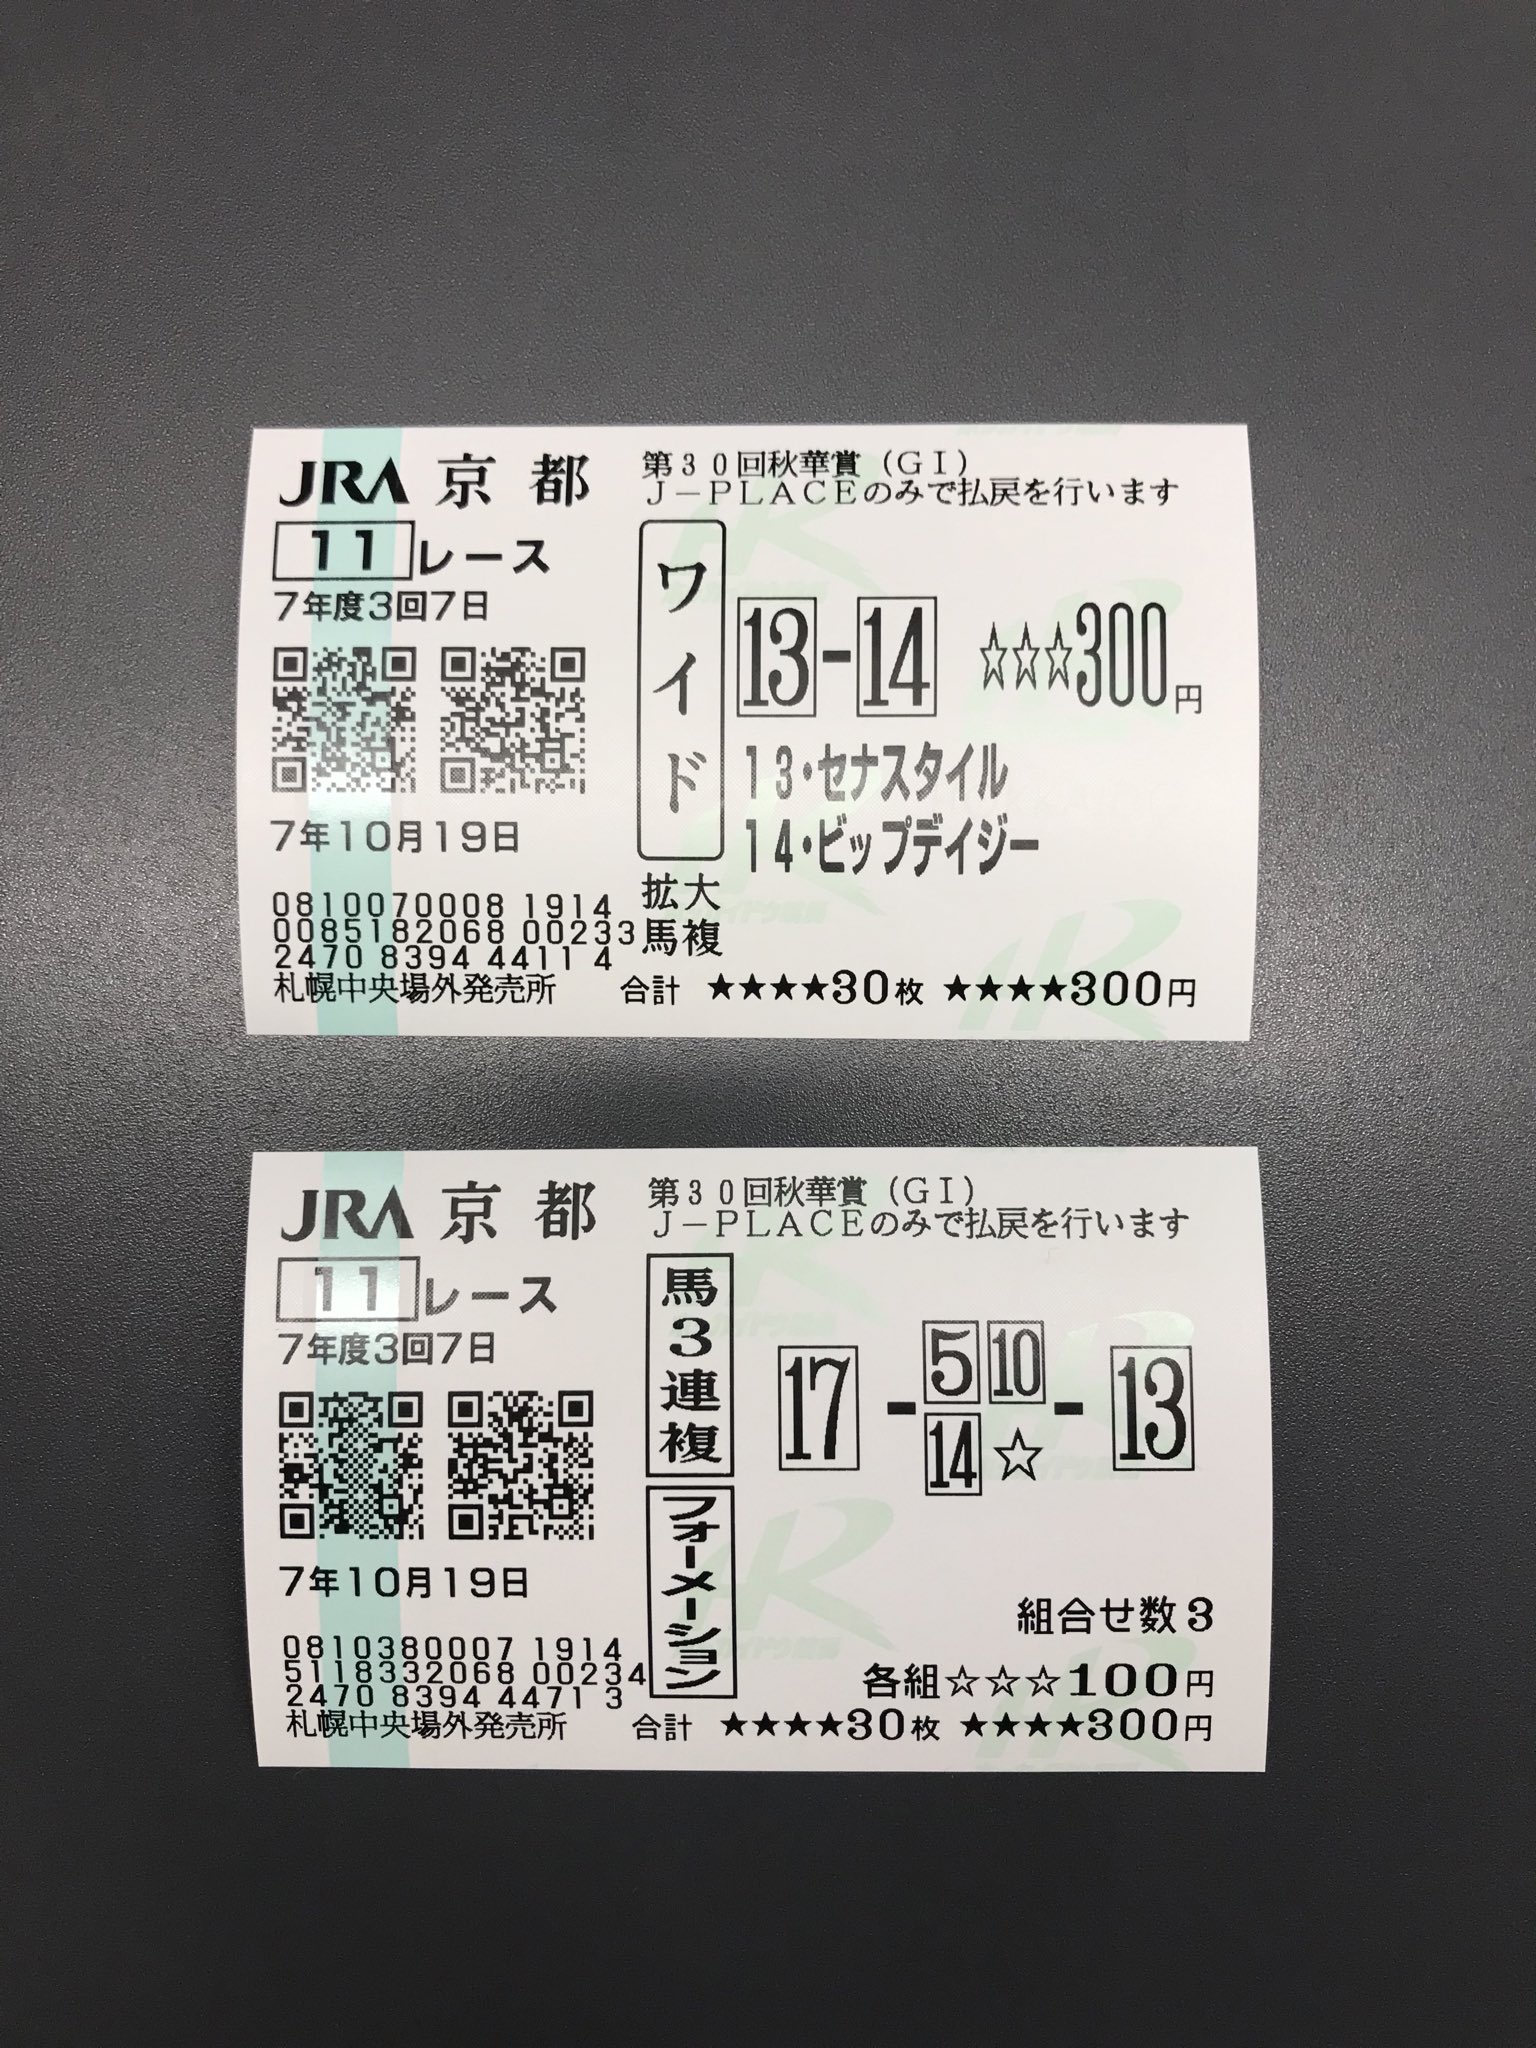 JRA 京都
第30回秋華賞(GI)
J-PLACEのみで払戻を行います
11レース
7年度3回7日
ワイド
13-14 ☆☆☆300円
13・セナスタイル
14・ビップデイジー
7年10月19日
拡大
馬複
0810070008 1914
0085182068 00233
2470 8394 4411 4
札幌中央場外発売所 合計 ★★★★30枚 ★★★★300円
JRA 京都
第30回秋華賞(GI)
J-PLACEのみで払戻を行います
11レース
7年度3回7日
馬3連複
フォーメーション
17 - 5 10 14 ☆ - 13
7年10月19日
組合せ数3
各組☆☆☆100円
0810380007 1914
5118332068 00234
2470 8394 4471 3
札幌中央場外発売所 合計 ★★★★30枚 ★★★★300円